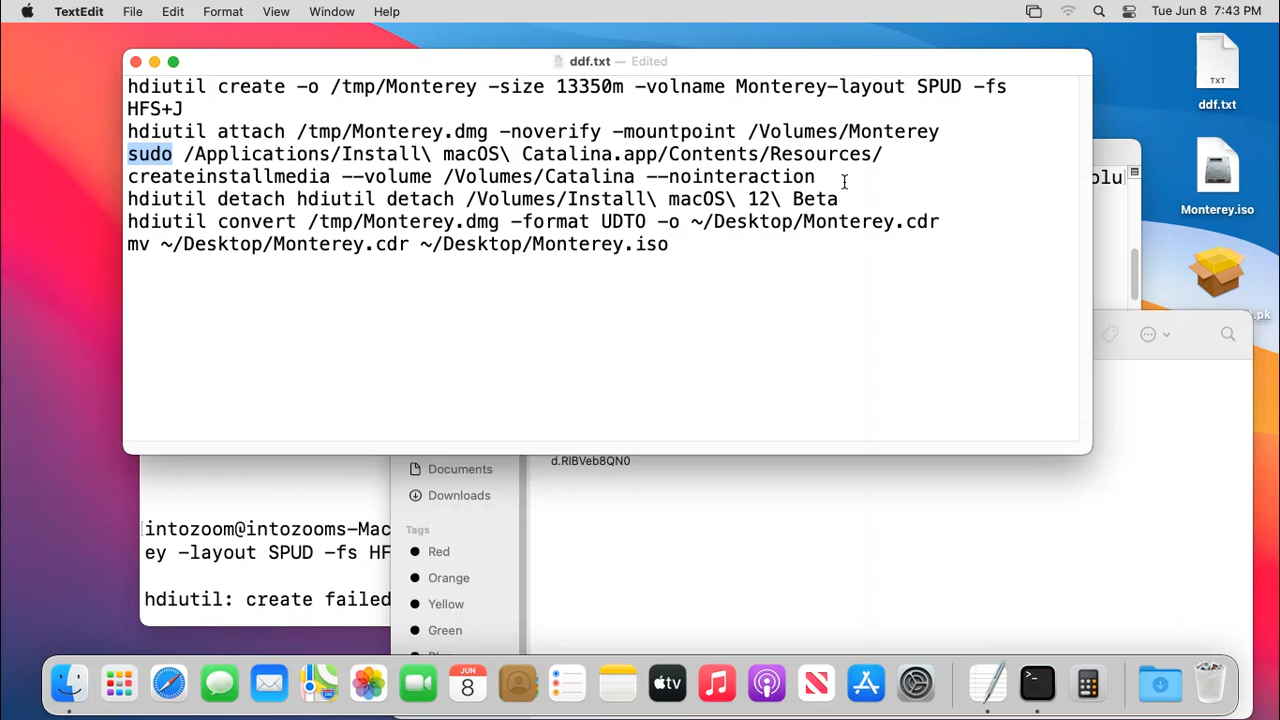 TextEdit File Edit Format View Window Help Tue Jun 8 7:43 PM
ddf.txt — Edited
hdiutil create -o /tmp/Monterey -size 13350m -volname Monterey-layout SPUD -fs
HFS+J
hdiutil attach /tmp/Monterey.dmg -noverify -mountpoint /Volumes/Monterey
sudo /Applications/Install\ macOS\ Catalina.app/Contents/Resources/
createinstallmedia --volume /Volumes/Catalina --nointeraction
hdiutil detach hdiutil detach /Volumes/Install\ macOS\ 12\ Beta
hdiutil convert /tmp/Monterey.dmg -format UDTO -o ~/Desktop/Monterey.cdr
mv ~/Desktop/Monterey.cdr ~/Desktop/Monterey.iso
TXT
ddf.txt
olu
Monterey.iso
.pk
d.RlBVeb8QN0
Documents
Downloads
Tags
Red
Orange
Yellow
Green
intozoom@intozooms-Mac
ey -layout SPUD -fs HF
hdiutil: create failed
JUN
8
tv